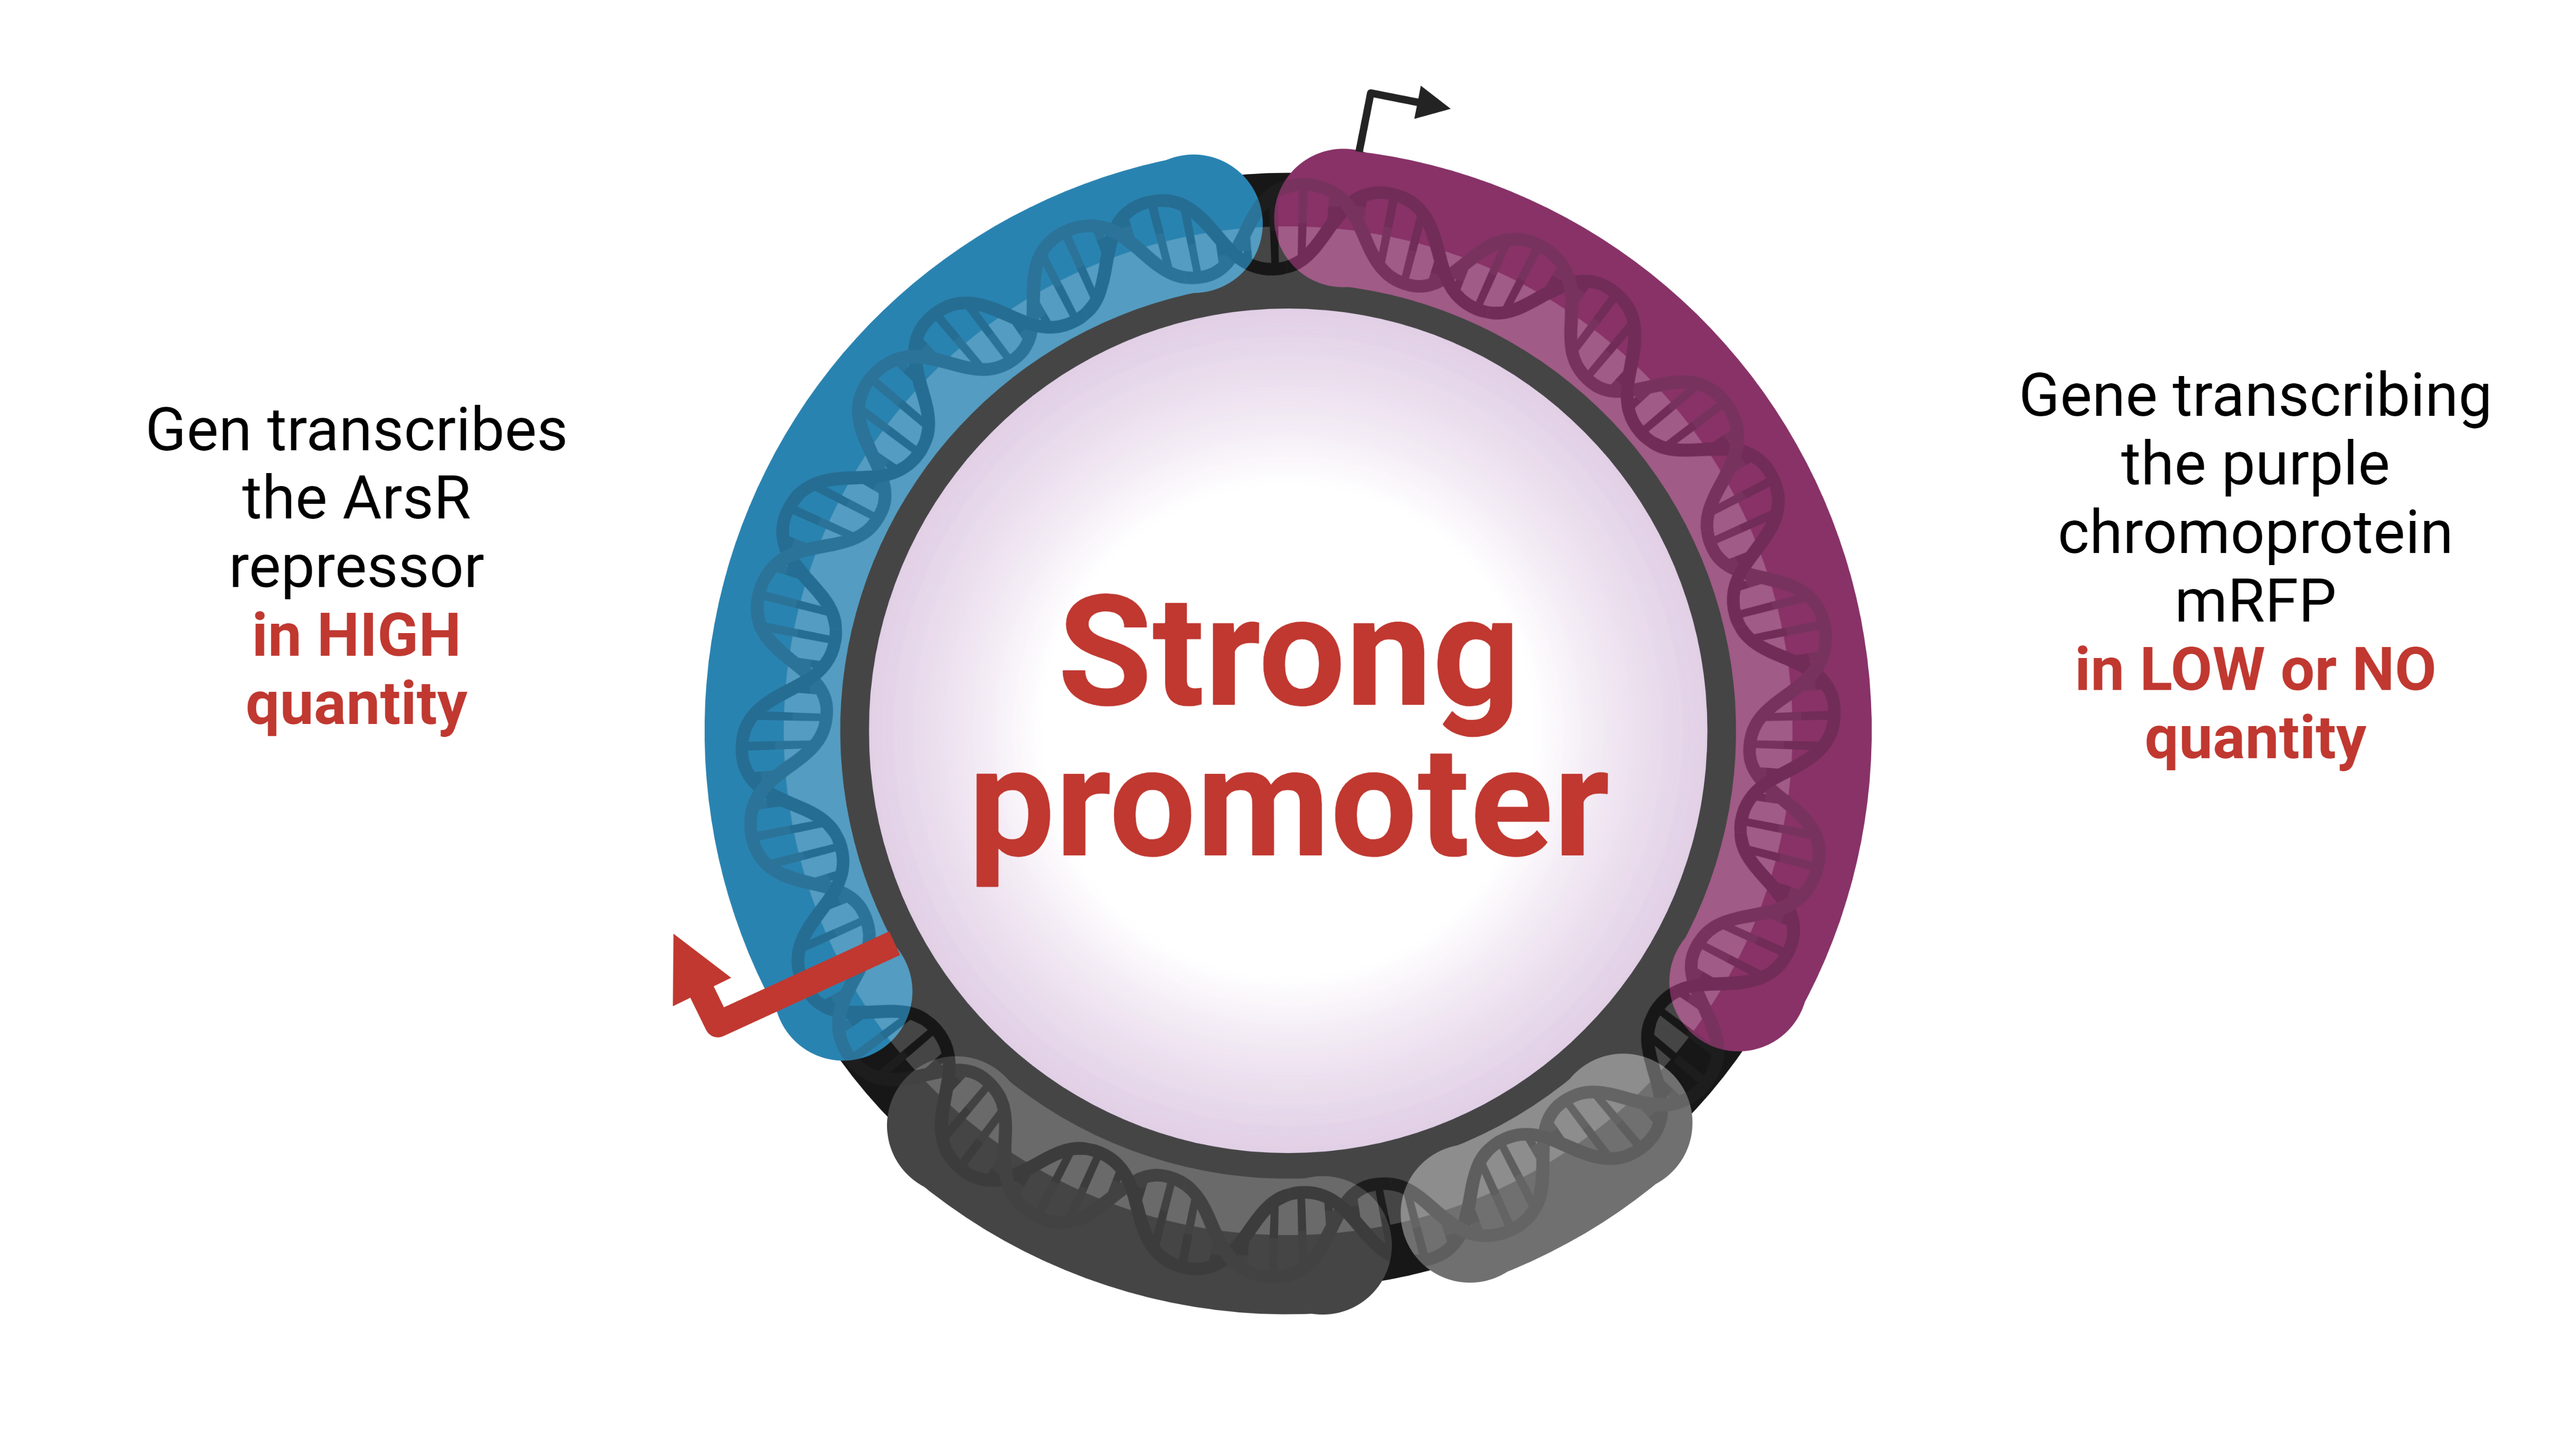 Gen transcribes
the ArsR
repressor
in HIGH
quantity
Strong
promoter
Gene transcribing
the purple
chromoprotein
mRFP
in LOW or NO
quantity